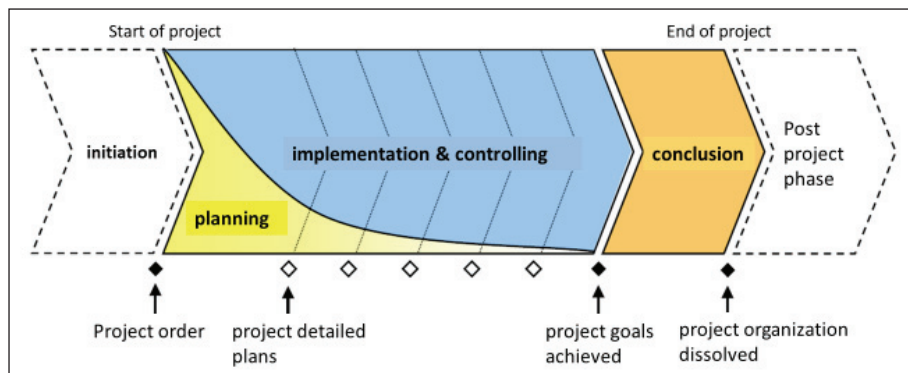 Start of project
End of project
initiation
implementation & controlling
conclusion
Post
project
phase
planning
Project order
project detailed
plans
project goals
achieved
project organization
dissolved